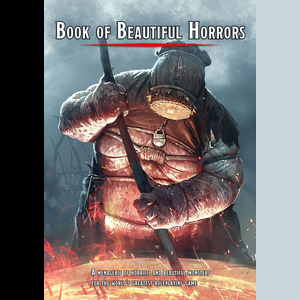 BOOK OF BEAUTIFUL HORRORS
A MENAGERIE OF HORRIFIC AND BEAUTIFUL MONSTERS
FOR THE WORLD'S GREATEST ROLEPLAYING GAME